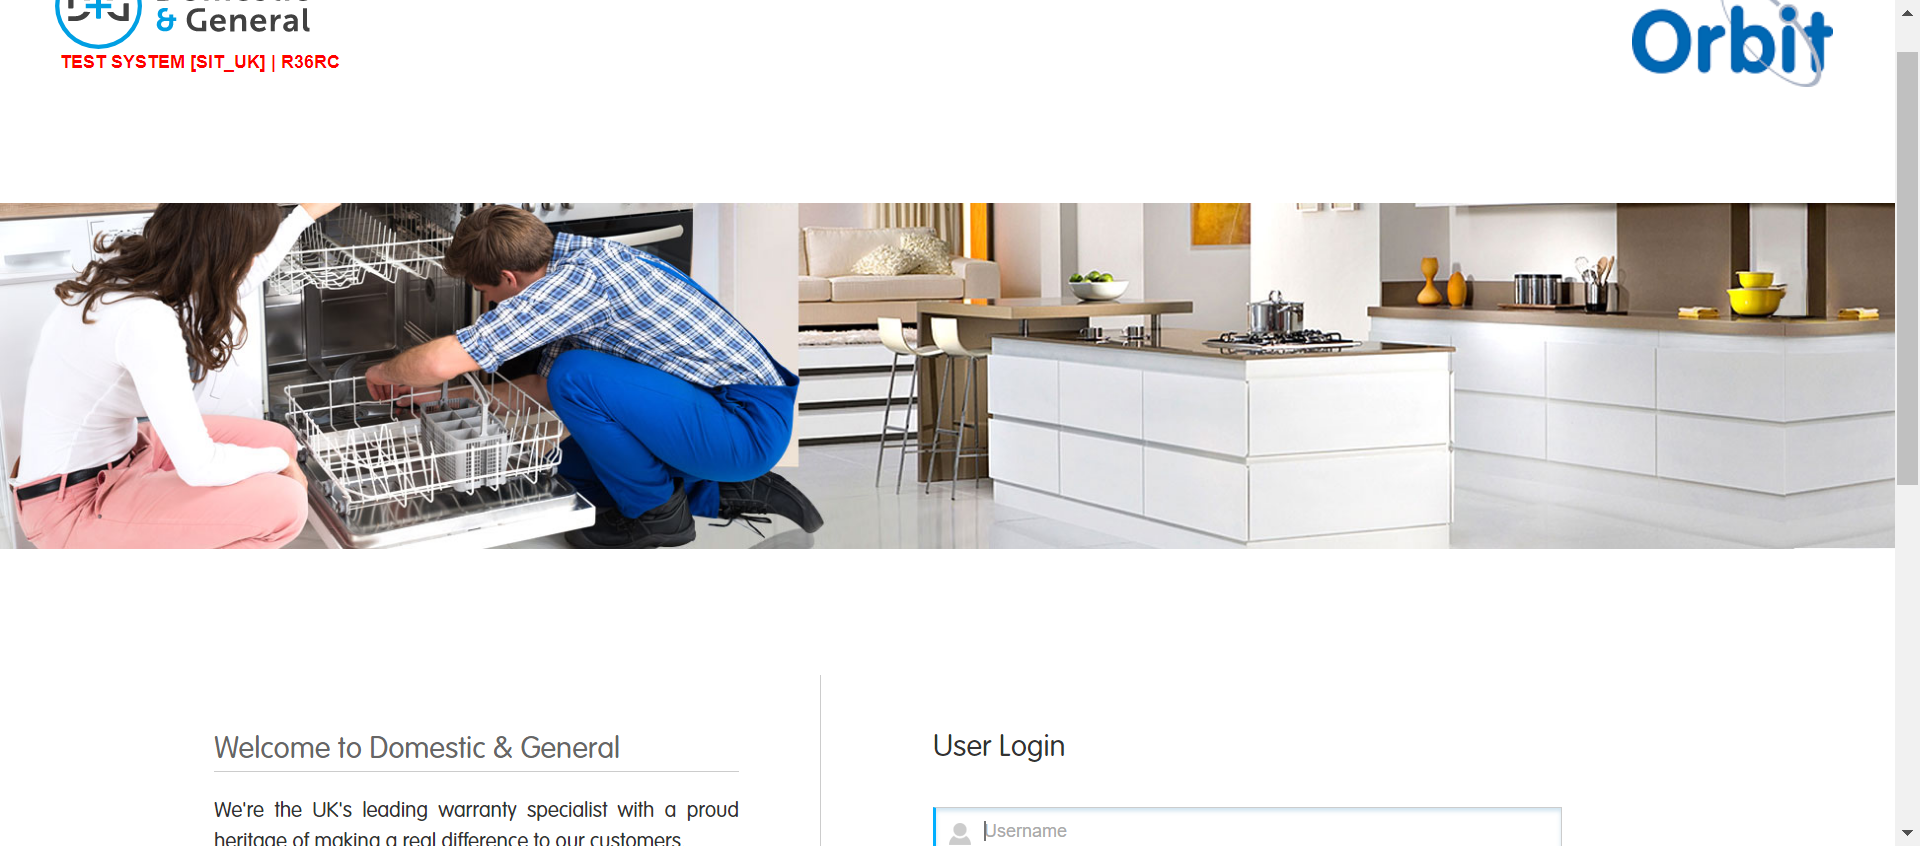 Domestic
& General
TEST SYSTEM [SIT_UK] | R36RC
Orbit
Welcome to Domestic & General
We're the UK's leading warranty specialist with a proud
heritage of making a real difference to our customers
User Login
Username